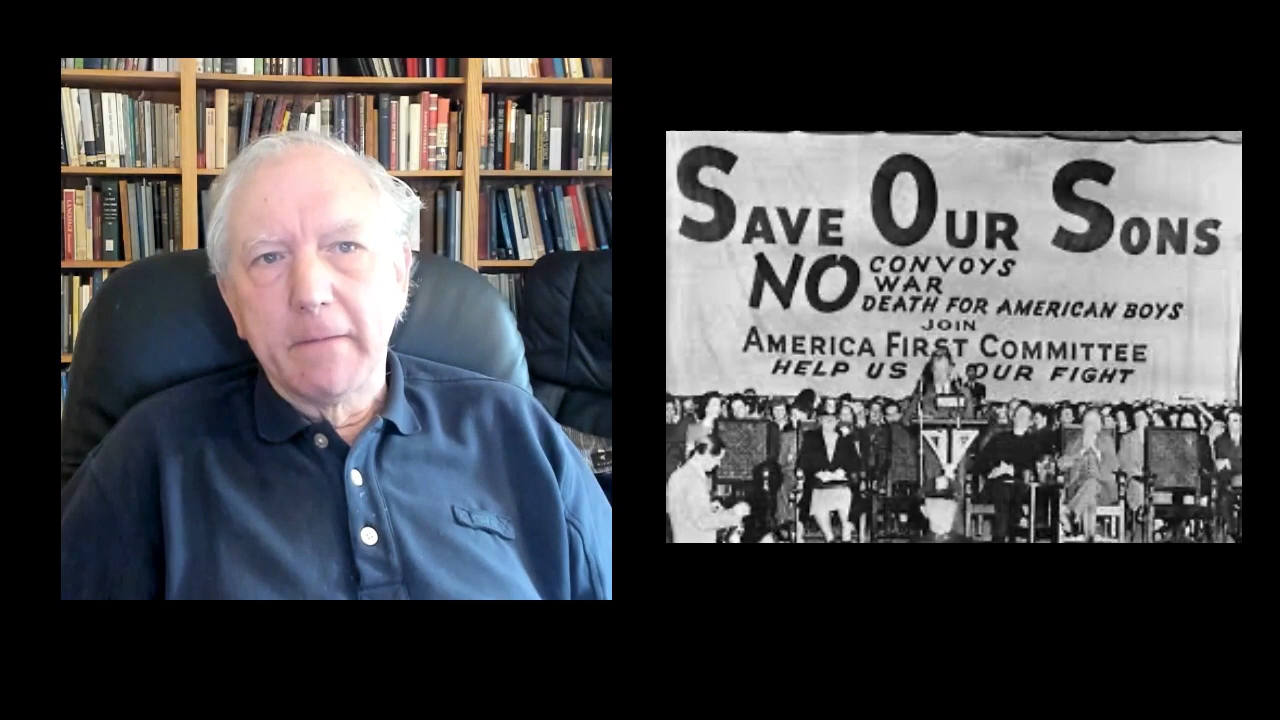 SAVE OUR SONS
NO CONVOYS
WAR
DEATH FOR AMERICAN BOYS
JOIN
AMERICA FIRST COMMITTEE
HELP US OUR FIGHT